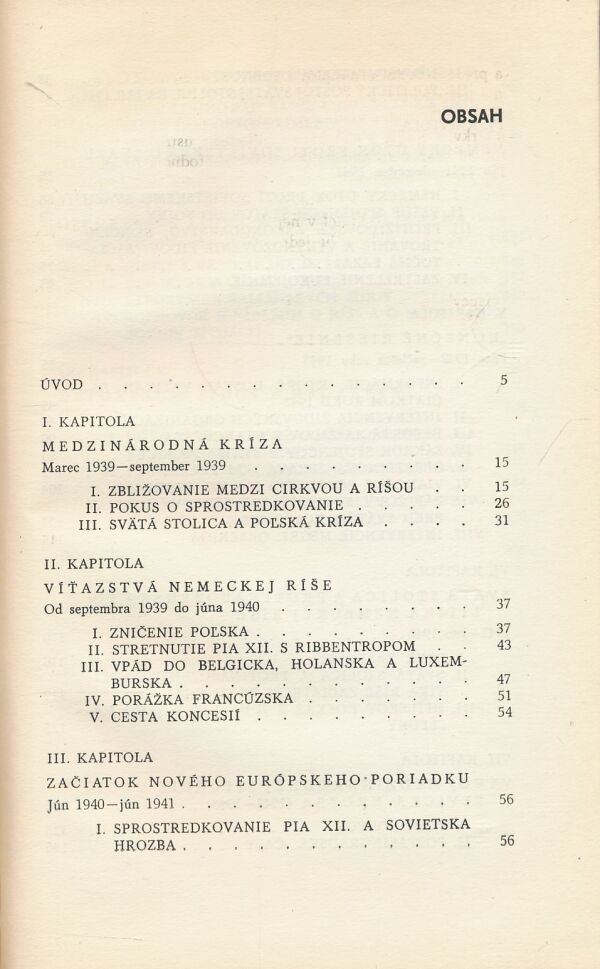 OBSAH
ÚVOD . . . . . . . . . . . . . . . 5
I. KAPITOLA
MEDZINÁRODNÁ KRÍZA
Marec 1939—september 1939 . . . . . . . . . 15
I. ZBLIŽOVANIE MEDZI CIRKVOU A RÍŠOU . . 15
II. POKUS O SPROSTREDKOVANIE . . . . . 26
III. SVÄTÁ STOLICA A POĽSKÁ KRÍZA . . . . 31
II. KAPITOLA
VÍŤAZSTVÁ NEMECKEJ RÍŠE
Od septembra 1939 do júna 1940 . . . . . . . . 37
I. ZNIČENIE POĽSKA . . . . . . . . . 37
II. STRETNUTIE PIA XII. S RIBBENTROPOM . . 43
III. VPÁD DO BELGICKA, HOLANSKA A LUXEM-
BURSKA . . . . . . . . . . . . 47
IV. PORÁŽKA FRANCÚZSKA . . . . . . . 51
V. CESTA KONCESIÍ . . . . . . . . . 54
III. KAPITOLA
ZAČIATOK NOVÉHO EURÓPSKEHO PORIADKU
Jún 1940—jún 1941 . . . . . . . . . . . . 56
I. SPROSTREDKOVANIE PIA XII. A SOVIETSKA
HROZBA . . . . . . . . . . . . 56